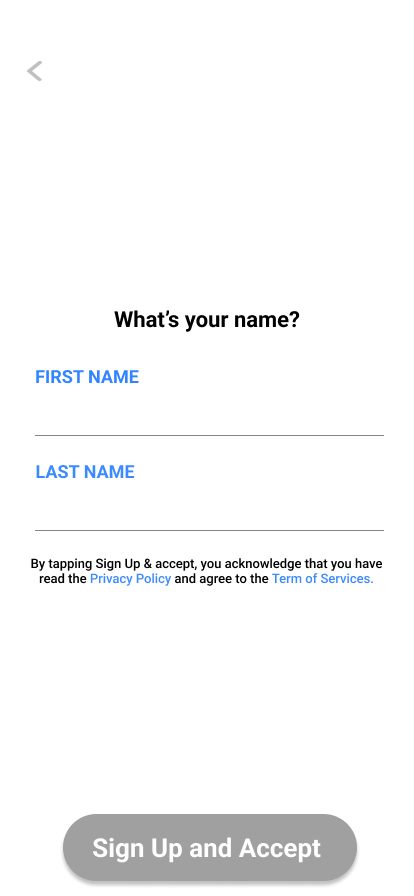 What's your name?
FIRST NAME
LAST NAME
By tapping Sign Up & accept, you acknowledge that you have
read the Privacy Policy and agree to the Term of Services.
Sign Up and Accept